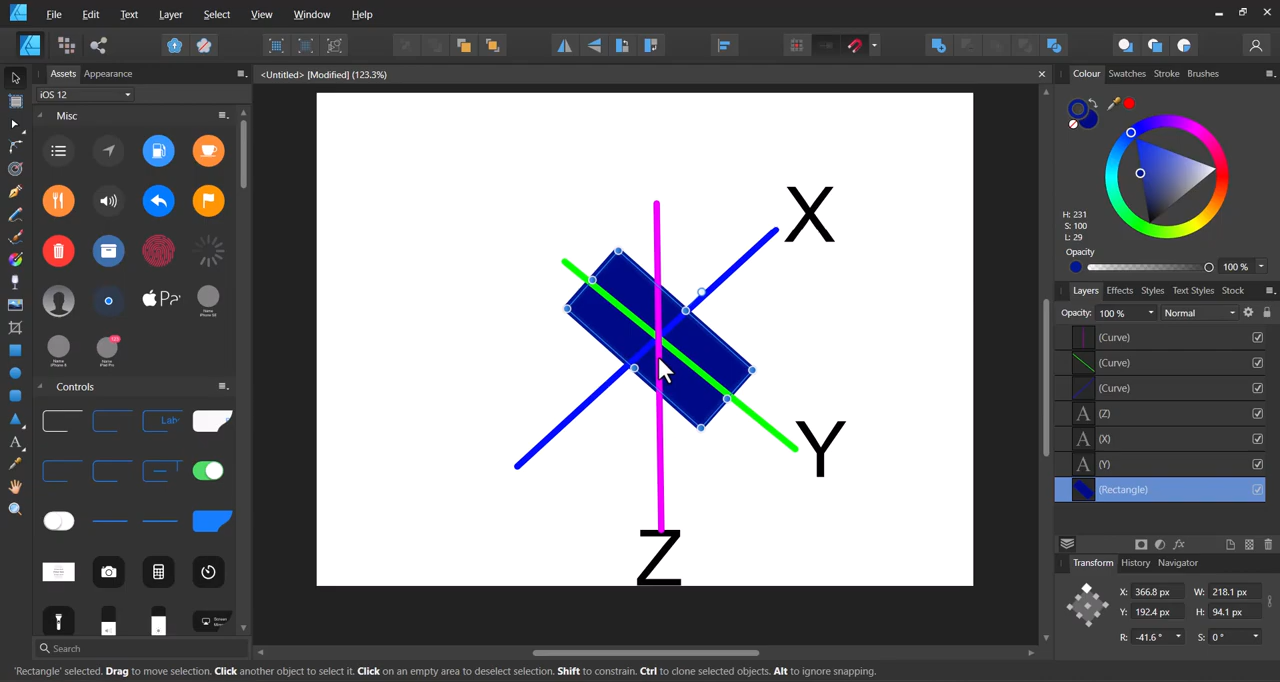 File Edit Text Layer Select View Window Help
Assets Appearance
<Untitled> [Modified] (123.3%)
Colour Swatches Stroke Brushes
iOS 12
Misc
X
H: 231
S: 100
L: 29
Opacity
100 %
Layers Effects Styles Text Styles Stock
Opacity: 100 % Normal
(Curve)
(Curve)
(Curve)
A (Z)
A (X)
A (Y)
(Rectangle)
Y
Z
Controls
Transform History Navigator
X: 366.8 px W: 218.1 px
Y: 192.4 px H: 94.1 px
R: -41.6 ° S: 0 °
Search
'Rectangle' selected. Drag to move selection. Click another object to select it. Click on an empty area to deselect selection. Shift to constrain. Ctrl to clone selected objects. Alt to ignore snapping.